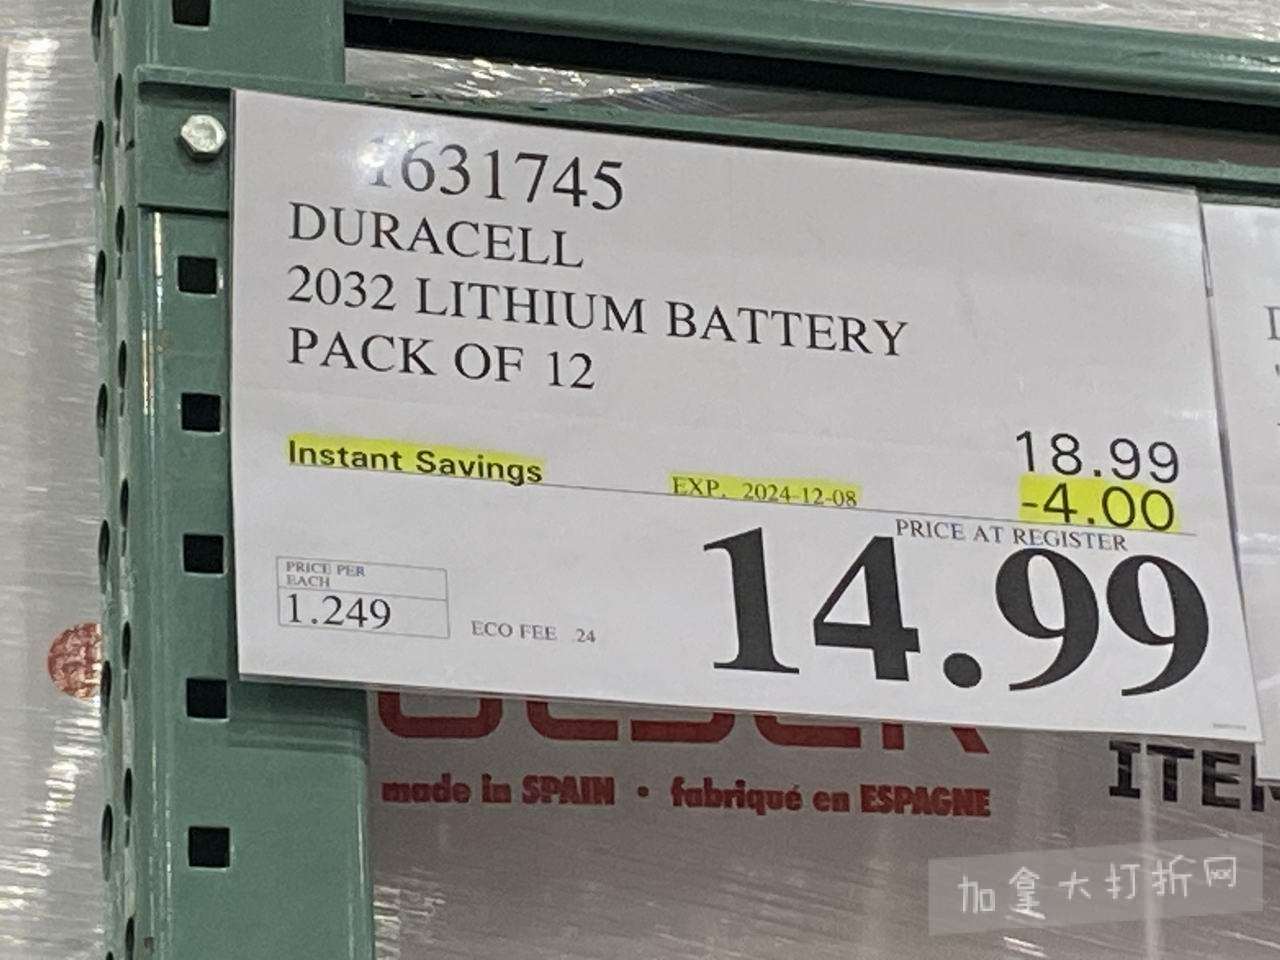 1631745
DURACELL
2032 LITHIUM BATTERY
PACK OF 12
18.99
Instant Savings EXP. 2024-12-08 -4.00
PRICE AT REGISTER
14.99
PRICE PER
EACH
1.249
ECO FEE .24
made in SPAIN • fabriqué en ESPAGNE
加拿大打折网